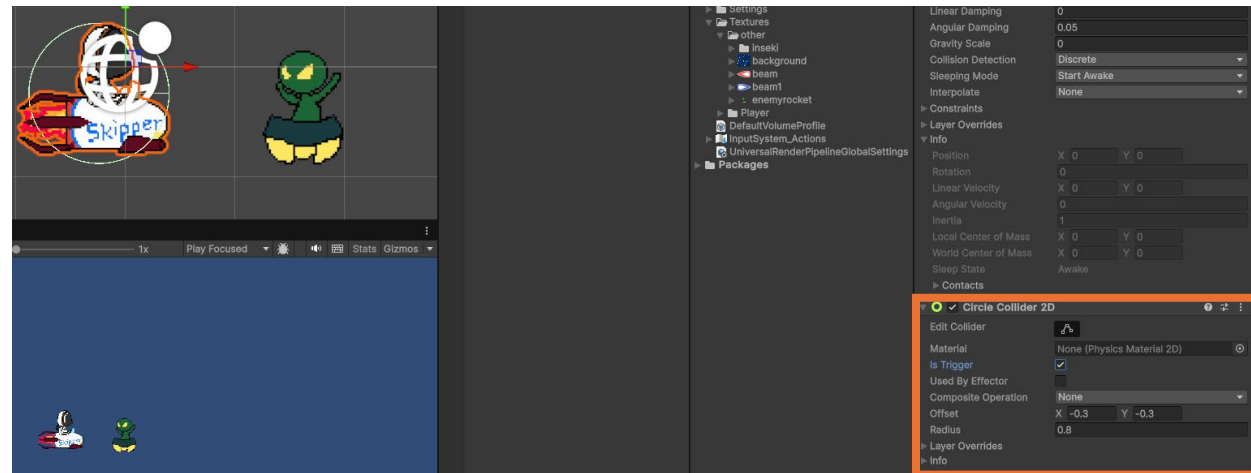 Skipper
1x Play Focused Stats Gizmos
Skipper
Settings
Textures
other
inseki
background
beam
beam1
enemyrocket
Player
DefaultVolumeProfile
InputSystem_Actions
UniversalRenderPipelineGlobalSettings
Packages
Linear Damping 0
Angular Damping 0.05
Gravity Scale 0
Collision Detection Discrete
Sleeping Mode Start Awake
Interpolate None
Constraints
Layer Overrides
Info
Position X 0 Y 0
Rotation 0
Linear Velocity X 0 Y 0
Angular Velocity 0
Inertia 1
Local Center of Mass X 0 Y 0
World Center of Mass X 0 Y 0
Sleep State Awake
Contacts
Circle Collider 2D
Edit Collider
Material None (Physics Material 2D)
Is Trigger
Used By Effector
Composite Operation None
Offset X -0.3 Y -0.3
Radius 0.8
Layer Overrides
Info